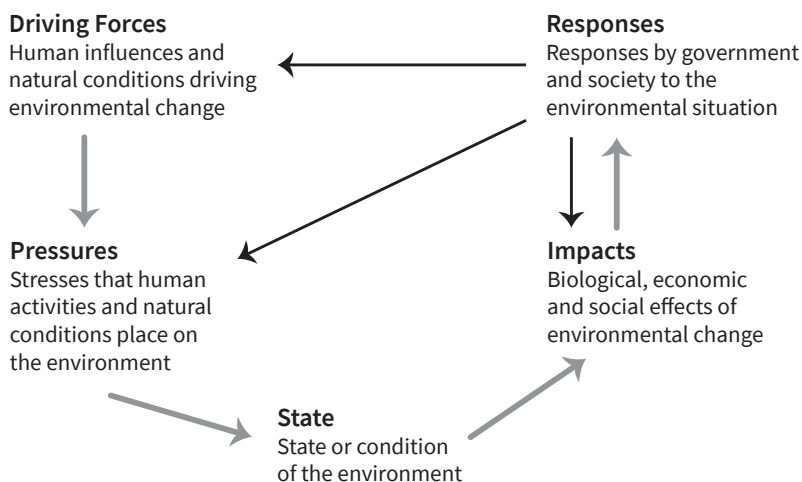 Driving Forces
Human influences and
natural conditions driving
environmental change
Responses
Responses by government
and society to the
environmental situation
Pressures
Stresses that human
activities and natural
conditions place on
the environment
Impacts
Biological, economic
and social effects of
environmental change
State
State or condition
of the environment